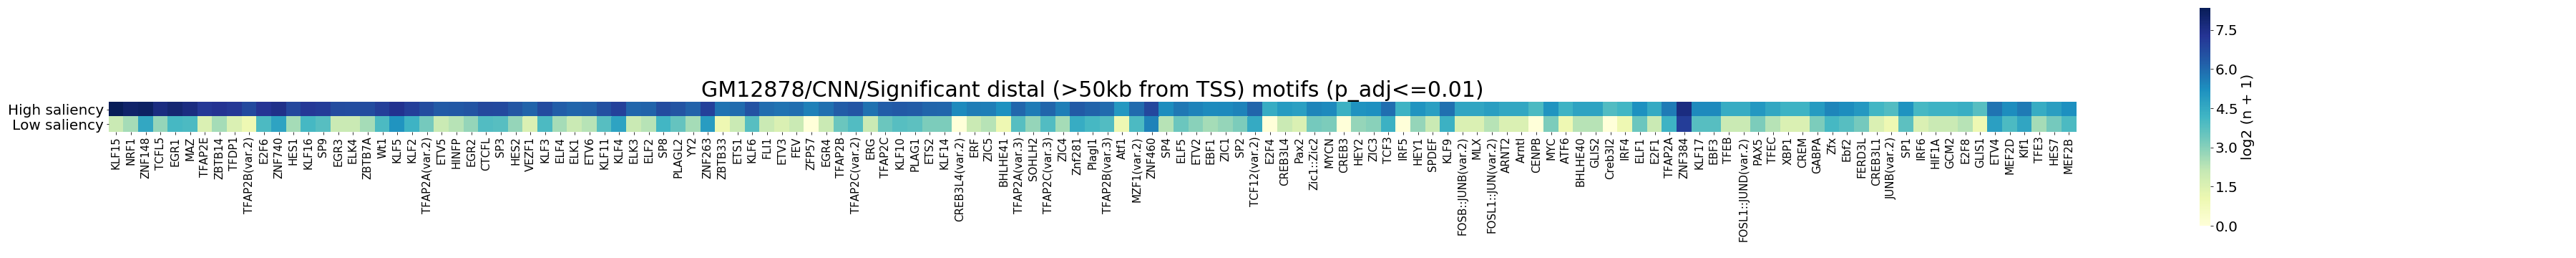 GM12878/CNN/Significant distal (>50kb from TSS) motifs (p_adj<=0.01)
High saliency
Low saliency
KLF15
NRF1
ZNF148
TCFL5
EGR1
MAZ
TFAP2E
ZBTB14
TFDP1
TFAP2B(var.2)
E2F6
ZNF740
HES1
KLF16
SP9
EGR3
ELK4
ZBTB7A
Wt1
KLF5
KLF2
TFAP2A(var.2)
ETV5
HINFP
EGR2
CTCFL
SP3
HES2
VEZF1
KLF3
ELF4
ELK1
ETV6
KLF11
KLF4
ELK3
ELF2
SP8
PLAGL2
YY2
ZNF263
ZBTB33
ETS1
KLF6
FLI1
ETV3
FEV
ZFP57
EGR4
TFAP2B
TFAP2C(var.2)
ERG
TFAP2C
KLF10
PLAG1
ETS2
KLF14
CREB3L4(var.2)
ERF
ZIC5
BHLHE41
TFAP2A(var.3)
SOHLH2
TFAP2C(var.3)
ZIC4
Znf281
Plagl1
TFAP2B(var.3)
Atf1
MZF1(var.2)
ZNF460
SP4
ELF5
ETV2
EBF1
ZIC1
SP2
TCF12(var.2)
E2F4
CREB3L4
Pax2
Zic1::Zic2
MYCN
CREB3
HEY2
ZIC3
TCF3
IRF5
HEY1
SPDEF
KLF9
FOSB::JUNB(var.2)
MLX
FOSL1::JUN(var.2)
ARNT2
Arntl
CENPB
MYC
ATF6
BHLHE40
GLIS2
Creb3l2
IRF4
ELF1
E2F1
TFAP2A
ZNF384
KLF17
EBF3
TFEB
FOSL1::JUND(var.2)
PAX5
TFEC
XBP1
CREM
GABPA
Zfx
Ebf2
FERD3L
CREB3L1
JUNB(var.2)
SP1
IRF6
HIF1A
GCM2
E2F8
GLIS1
ETV4
MEF2D
Klf1
TFE3
HES7
MEF2B
7.5
6.0
4.5
3.0
1.5
0.0
log2 (n + 1)